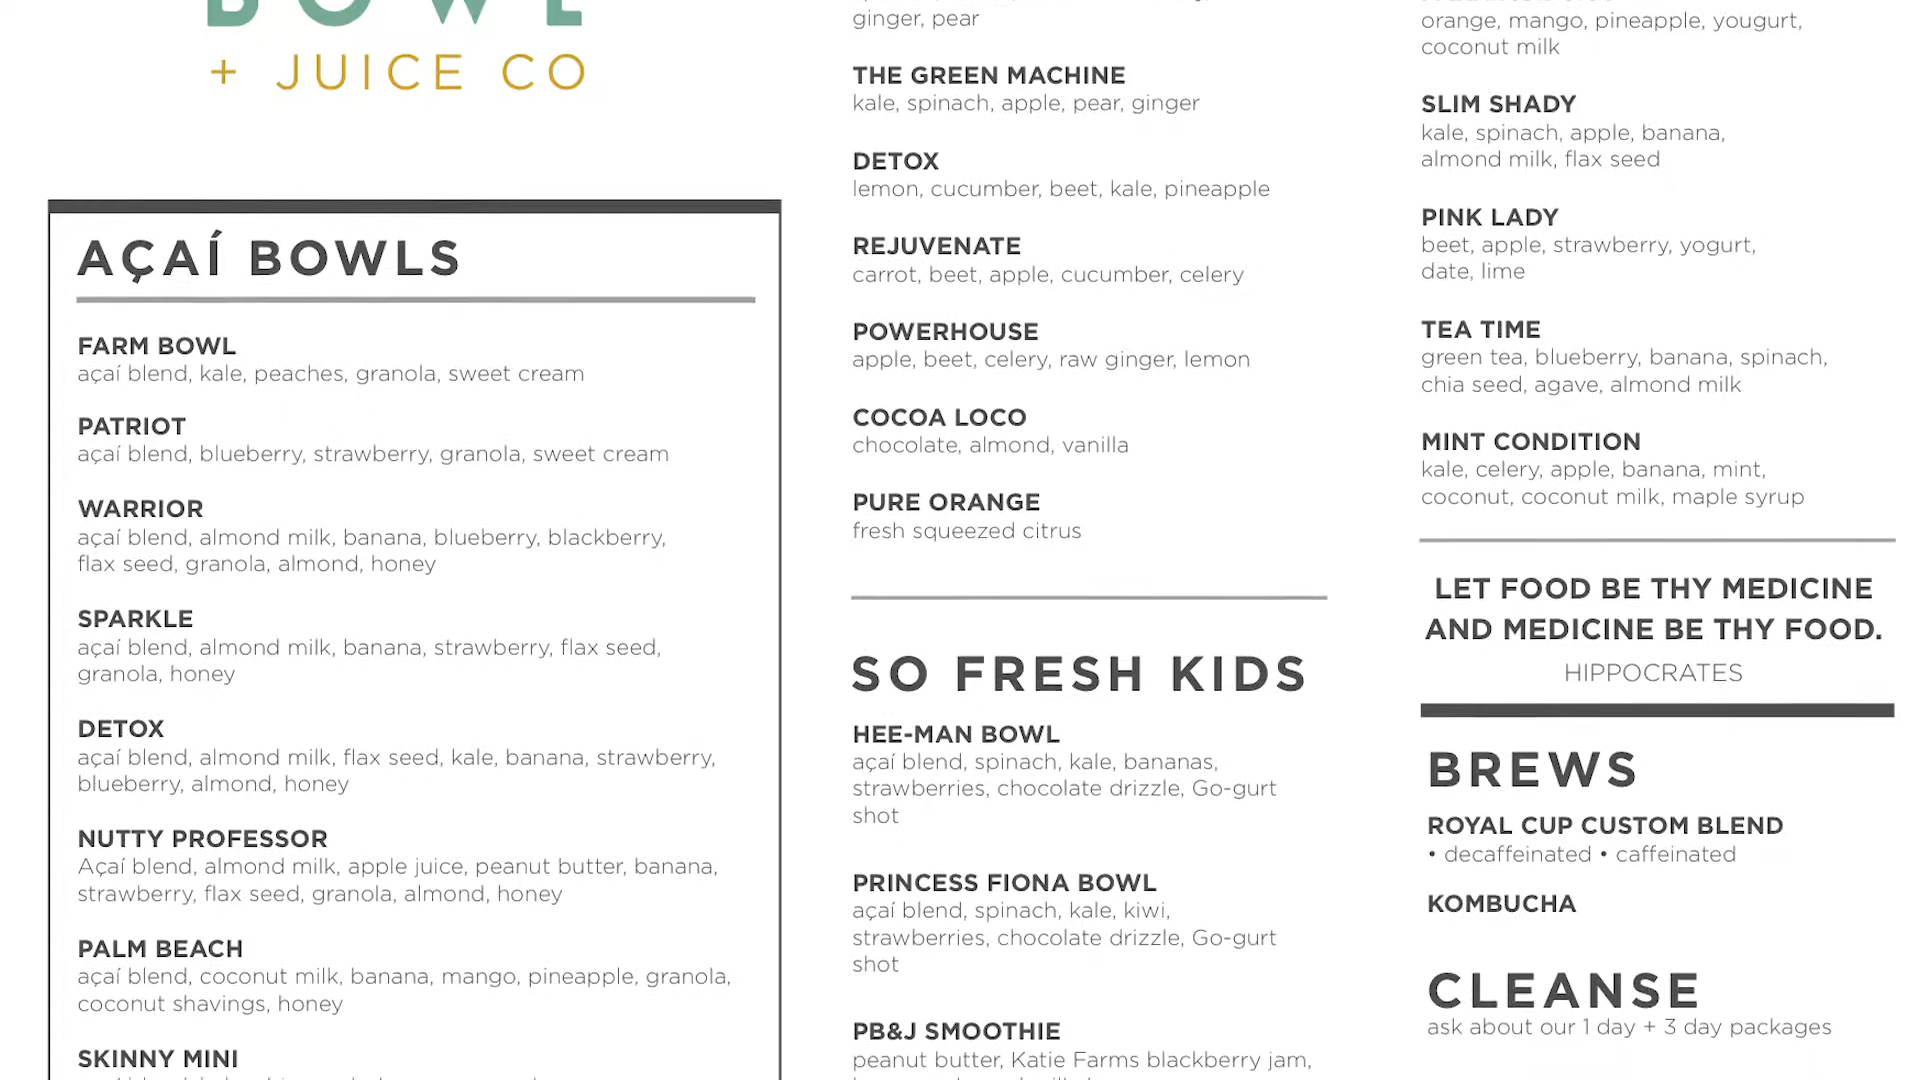 BOWL
+ JUICE CO
AÇAÍ BOWLS
FARM BOWL
açaí blend, kale, peaches, granola, sweet cream
PATRIOT
açaí blend, blueberry, strawberry, granola, sweet cream
WARRIOR
açaí blend, almond milk, banana, blueberry, blackberry,
flax seed, granola, almond, honey
SPARKLE
açaí blend, almond milk, banana, strawberry, flax seed,
granola, honey
DETOX
açaí blend, almond milk, flax seed, kale, banana, strawberry,
blueberry, almond, honey
NUTTY PROFESSOR
Açaí blend, almond milk, apple juice, peanut butter, banana,
strawberry, flax seed, granola, almond, honey
PALM BEACH
açaí blend, coconut milk, banana, mango, pineapple, granola,
coconut shavings, honey
SKINNY MINI
ginger, pear
THE GREEN MACHINE
kale, spinach, apple, pear, ginger
DETOX
lemon, cucumber, beet, kale, pineapple
REJUVENATE
carrot, beet, apple, cucumber, celery
POWERHOUSE
apple, beet, celery, raw ginger, lemon
COCOA LOCO
chocolate, almond, vanilla
PURE ORANGE
fresh squeezed citrus
SO FRESH KIDS
HEE-MAN BOWL
açaí blend, spinach, kale, bananas,
strawberries, chocolate drizzle, Go-gurt
shot
PRINCESS FIONA BOWL
açaí blend, spinach, kale, kiwi,
strawberries, chocolate drizzle, Go-gurt
shot
PB&J SMOOTHIE
peanut butter, Katie Farms blackberry jam,
orange, mango, pineapple, yougurt,
coconut milk
SLIM SHADY
kale, spinach, apple, banana,
almond milk, flax seed
PINK LADY
beet, apple, strawberry, yogurt,
date, lime
TEA TIME
green tea, blueberry, banana, spinach,
chia seed, agave, almond milk
MINT CONDITION
kale, celery, apple, banana, mint,
coconut, coconut milk, maple syrup
LET FOOD BE THY MEDICINE
AND MEDICINE BE THY FOOD.
HIPPOCRATES
BREWS
ROYAL CUP CUSTOM BLEND
• decaffeinated • caffeinated
KOMBUCHA
CLEANSE
ask about our 1 day + 3 day packages